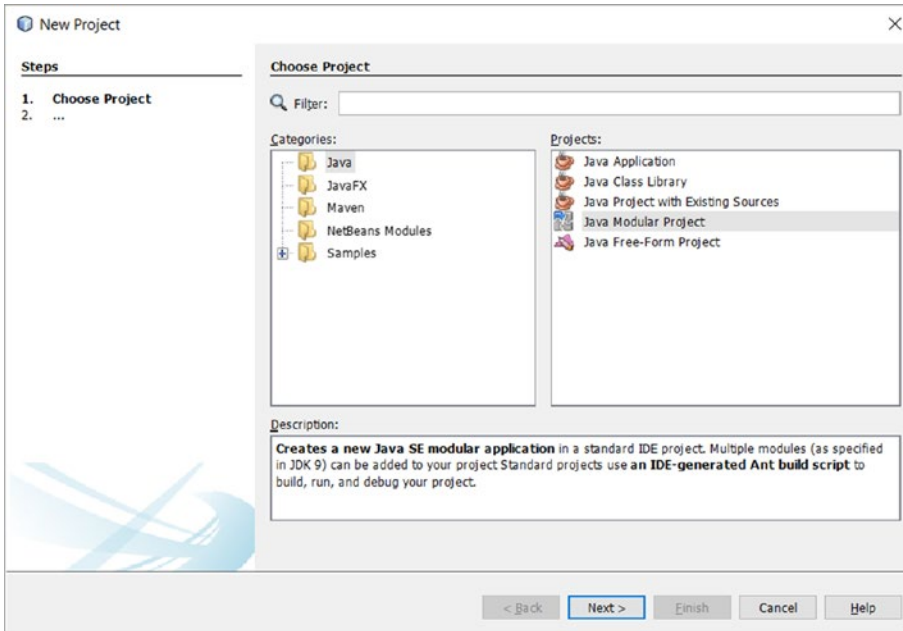 New Project
Steps
1. Choose Project
2. ...
Choose Project
Filter:
Categories:
Java
JavaFX
Maven
NetBeans Modules
Samples
Projects:
Java Application
Java Class Library
Java Project with Existing Sources
Java Modular Project
Java Free-Form Project
Description:
Creates a new Java SE modular application in a standard IDE project. Multiple modules (as specified
in JDK 9) can be added to your project Standard projects use an IDE-generated Ant build script to
build, run, and debug your project.
< Back
Next >
Finish
Cancel
Help